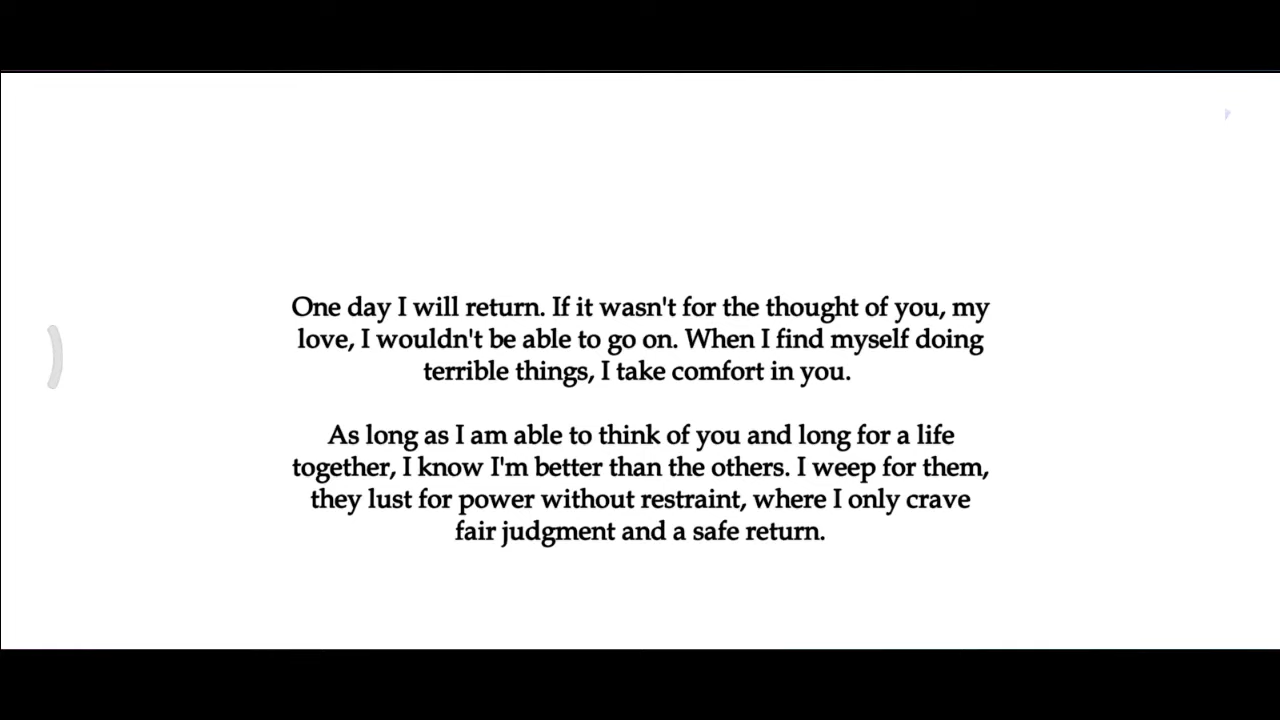 One day I will return. If it wasn't for the thought of you, my
love, I wouldn't be able to go on. When I find myself doing
terrible things, I take comfort in you.
As long as I am able to think of you and long for a life
together, I know I'm better than the others. I weep for them,
they lust for power without restraint, where I only crave
fair judgment and a safe return.